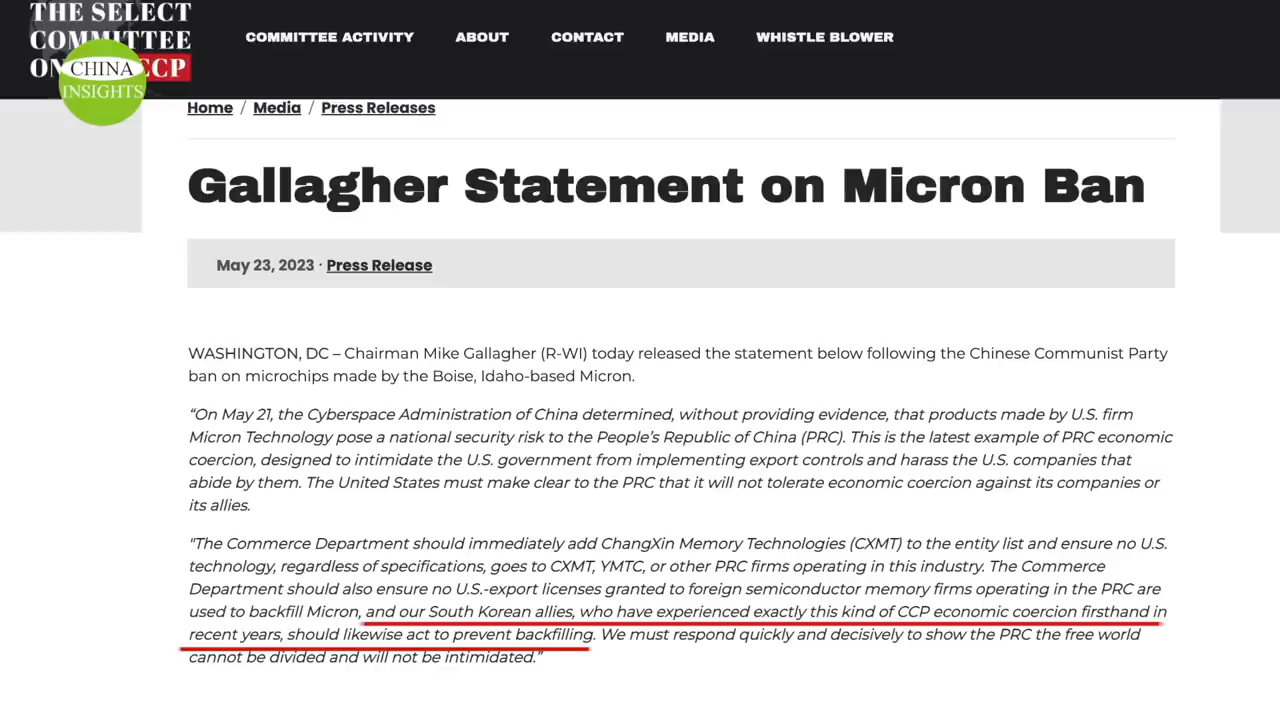 THE SELECT
COMMITTEE
ON CCP
CHINA
INSIGHTS
COMMITTEE ACTIVITY ABOUT CONTACT MEDIA WHISTLE BLOWER
Home / Media / Press Releases
Gallagher Statement on Micron Ban
May 23, 2023 · Press Release
WASHINGTON, DC – Chairman Mike Gallagher (R-WI) today released the statement below following the Chinese Communist Party
ban on microchips made by the Boise, Idaho-based Micron.
“On May 21, the Cyberspace Administration of China determined, without providing evidence, that products made by U.S. firm
Micron Technology pose a national security risk to the People’s Republic of China (PRC). This is the latest example of PRC economic
coercion, designed to intimidate the U.S. government from implementing export controls and harass the U.S. companies that
abide by them. The United States must make clear to the PRC that it will not tolerate economic coercion against its companies or
its allies.
"The Commerce Department should immediately add ChangXin Memory Technologies (CXMT) to the entity list and ensure no U.S.
technology, regardless of specifications, goes to CXMT, YMTC, or other PRC firms operating in this industry. The Commerce
Department should also ensure no U.S.-export licenses granted to foreign semiconductor memory firms operating in the PRC are
used to backfill Micron, and our South Korean allies, who have experienced exactly this kind of CCP economic coercion firsthand in
recent years, should likewise act to prevent backfilling. We must respond quickly and decisively to show the PRC the free world
cannot be divided and will not be intimidated.”